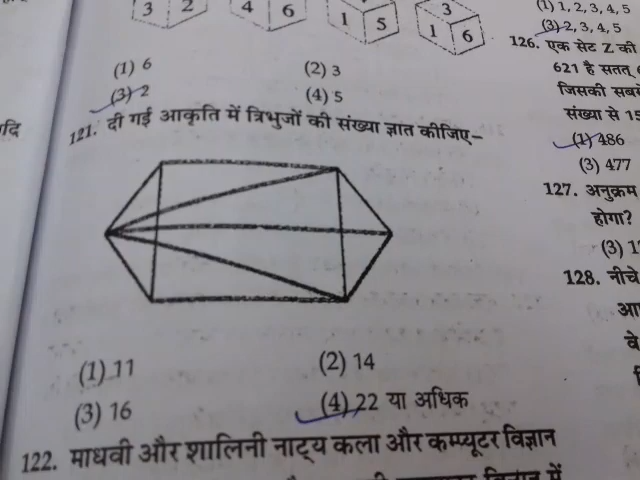 3 2
4 6
1 5
3
1 6
(1) 6
(2) 3
(3) 2
(4) 5
121. दी गई आकृति में त्रिभुजों की संख्या ज्ञात कीजिए–
(1) 11
(2) 14
(3) 16
(4) 22 या अधिक
122. माधवी और शालिनी नाट्य कला और कम्प्यूटर विज्ञान
(1) 1, 2, 3, 4, 5
(3) 2, 3, 4, 5
126. एक सेट Z की
621 है सतत्
जिसकी सबसे
संख्या से 15
(1) 486
(3) 477
127. अनुक्रम
होगा?
(3) 1
128. नीचे